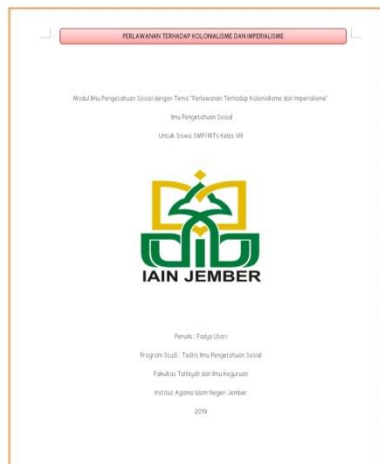 PERLAWANAN TERHADAP KOLONIALISME DAN IMPERIALISME
Modul Ilmu Pengetahuan Sosial dengan Tema "Perlawanan Terhadap Kolonialisme dan Imperialisme"
Ilmu Pengetahuan Sosial
Untuk Siswa SMP/MTs Kelas VIII
IAIN JEMBER
Penulis : Fadya Utari
Program Studi : Tadris Ilmu Pengetahuan Sosial
Fakultas Tarbiyah dan Ilmu Keguruan
Institut Agama Islam Negeri Jember
2019